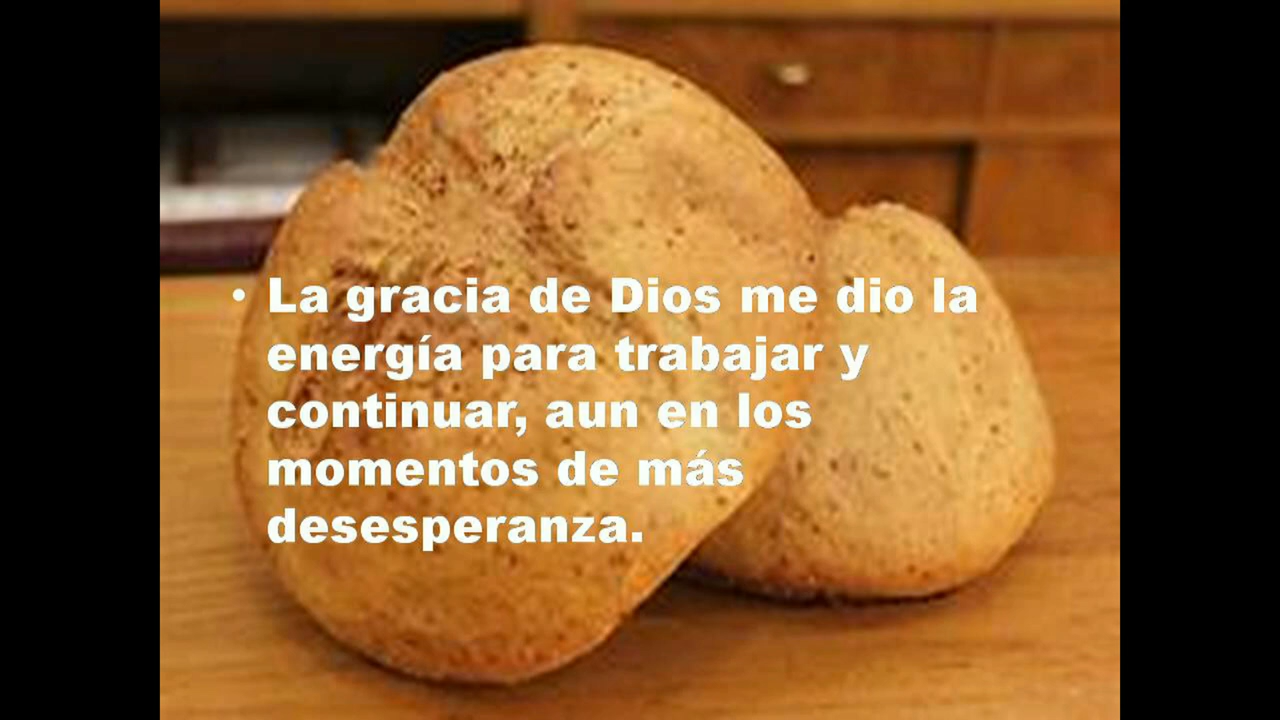 • La gracia de Dios me dio la
energía para trabajar y
continuar, aun en los
momentos de más
desesperanza.